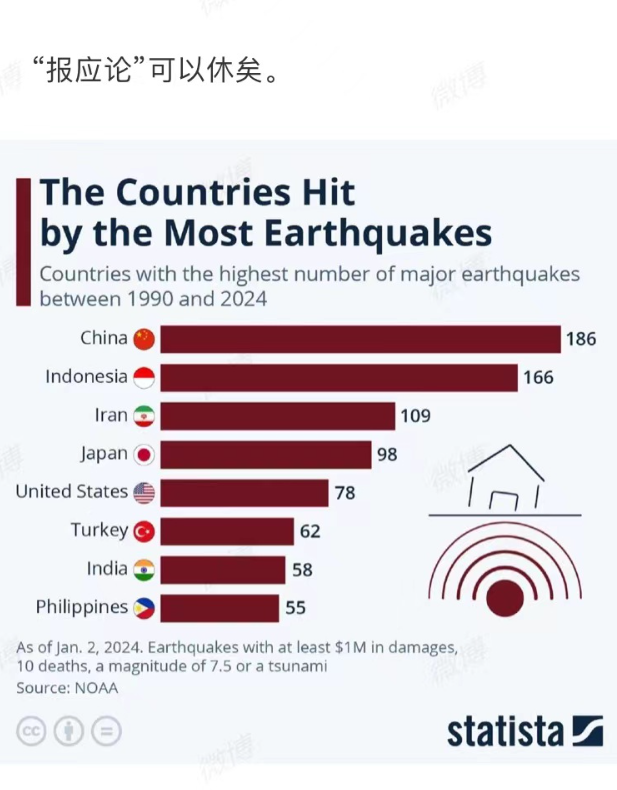 “报应论”可以休矣。
The Countries Hit
by the Most Earthquakes
Countries with the highest number of major earthquakes
between 1990 and 2024
China 186
Indonesia 166
Iran 109
Japan 98
United States 78
Turkey 62
India 58
Philippines 55
As of Jan. 2, 2024. Earthquakes with at least $1M in damages,
10 deaths, a magnitude of 7.5 or a tsunami
Source: NOAA
cc
statista
微博